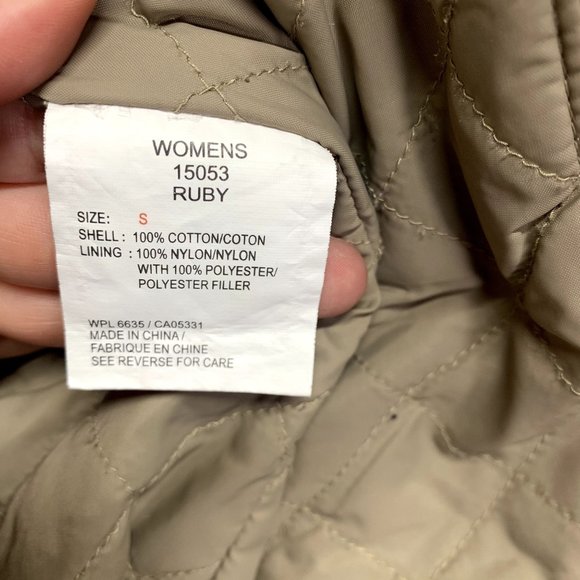 WOMENS
15053
RUBY
SIZE: S
SHELL : 100% COTTON/COTON
LINING : 100% NYLON/NYLON
WITH 100% POLYESTER/
POLYESTER FILLER
WPL 6635 / CA05331
MADE IN CHINA /
FABRIQUE EN CHINE
SEE REVERSE FOR CARE